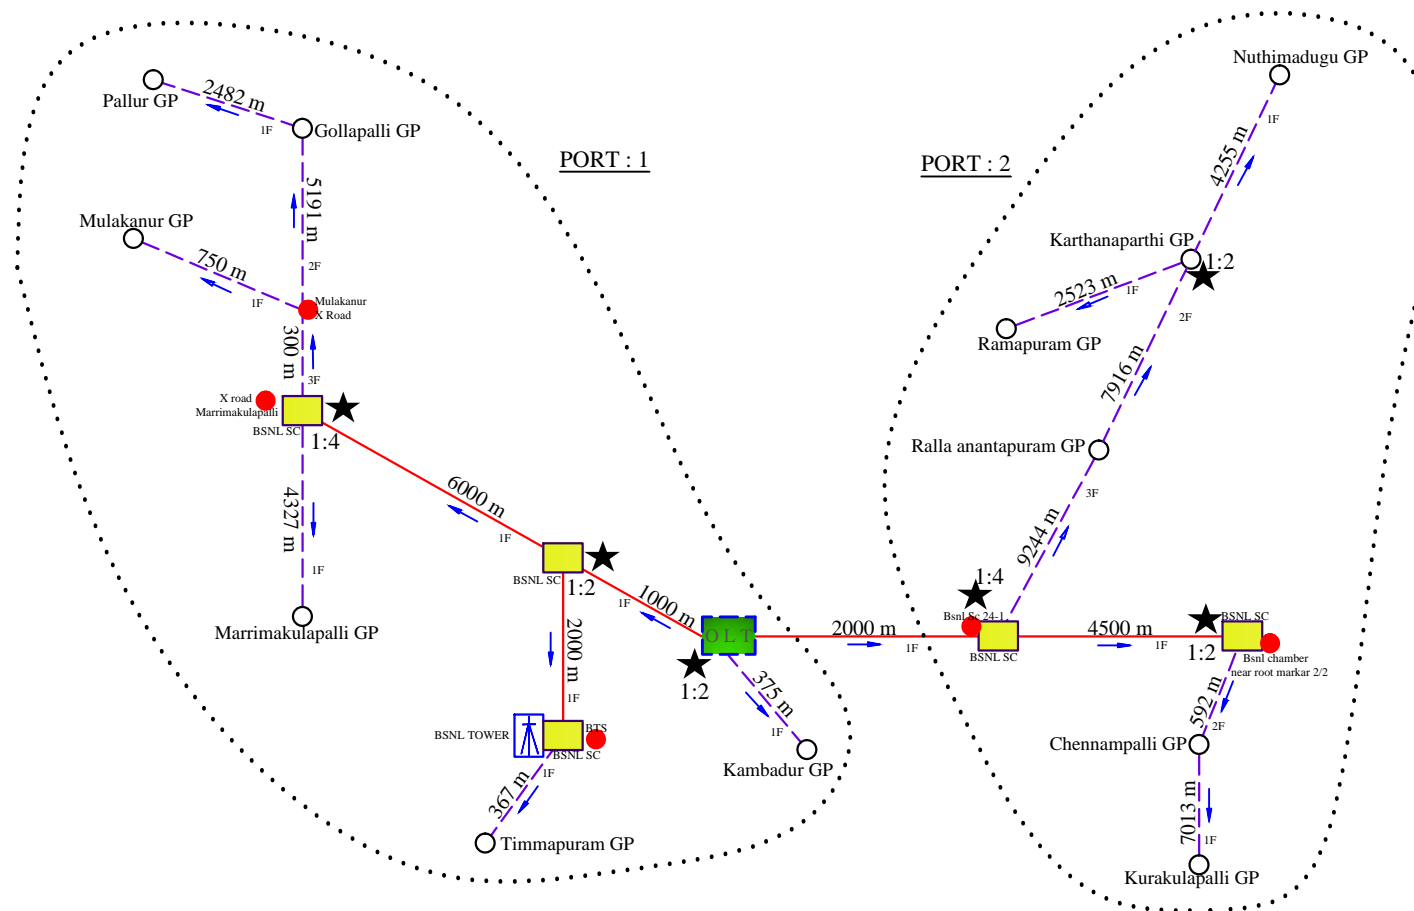 Nuthimadugu GP
2482 m
Pallur GP
1F
Gollapalli GP
PORT : 1
PORT : 2
4255 m
1F
5191 m
Mulakanur GP
750 m
2F
1F
Karthanaparthi GP
1:2
2523 m
1F
2F
Ramapuram GP
Mulakanur
X Road
300 m
3F
7916 m
X road
Marrimakulapalli
BSNL SC
1:4
Ralla anantapuram GP
3F
6000 m
1F
4327 m
1F
9244 m
BSNL SC
1:2
1000 m
1F
1:4
Bsnl Sc 24-1.
BSNL SC
Marrimakulapalli GP
OLT
2000 m
1F
BSNL SC
4500 m
1F
1:2
Bsnl chamber
near root markar 2/2
2000 m
1F
1:2
375 m
1F
592 m
2F
BSNL TOWER
BTS
BSNL SC
1F
Chennampalli GP
Kambadur GP
367 m
7013 m
1F
Timmapuram GP
Kurakulapalli GP